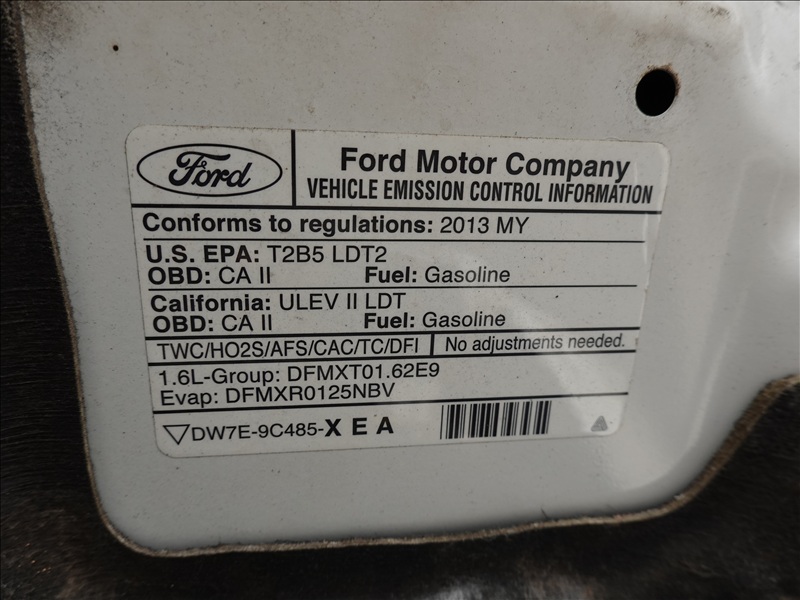 Ford
Ford Motor Company
VEHICLE EMISSION CONTROL INFORMATION
Conforms to regulations: 2013 MY
U.S. EPA: T2B5 LDT2
OBD: CA II Fuel: Gasoline
California: ULEV II LDT
OBD: CA II Fuel: Gasoline
TWC/HO2S/AFS/CAC/TC/DFI No adjustments needed.
1.6L-Group: DFMXT01.62E9
Evap: DFMXR0125NBV
DW7E-9C485-XEA